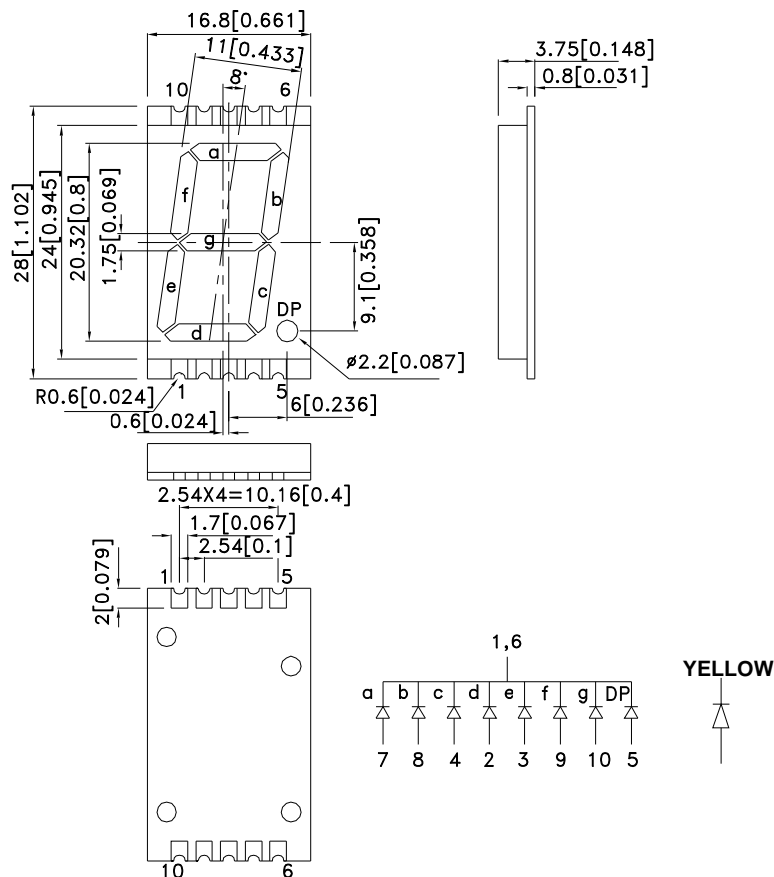 16.8[0.661]
11[0.433]
8°
10 6
3.75[0.148]
0.8[0.031]
28[1.102]
24[0.945]
20.32[0.8]
1.75[0.069]
a
f
b
g
e
c
d
DP
9.1[0.358]
ø2.2[0.087]
R0.6[0.024]
1 5
0.6[0.024]
6[0.236]
2.54X4=10.16[0.4]
1.7[0.067]
2.54[0.1]
1 5
2[0.079]
10 6
1,6
a b c d e f g DP
7 8 4 2 3 9 10 5
YELLOW